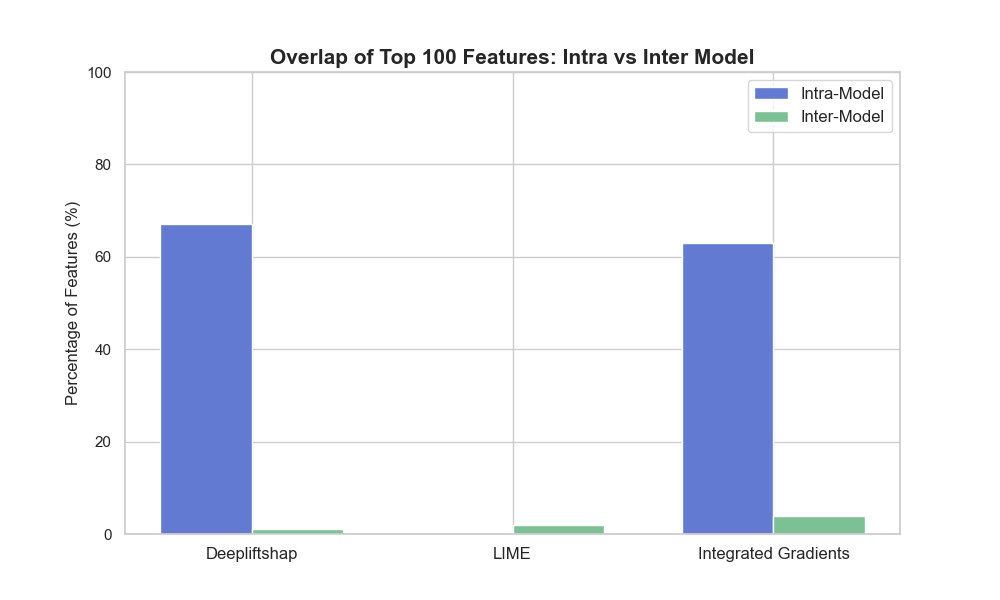 Overlap of Top 100 Features: Intra vs Inter Model
Intra-Model
Inter-Model
Percentage of Features (%)
100
80
60
40
20
0
Deepliftshap
LIME
Integrated Gradients